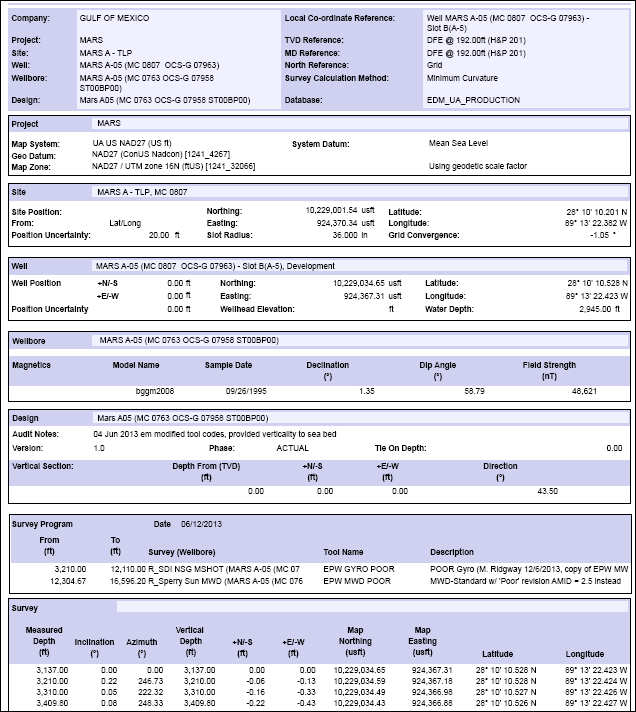 Company: GULF OF MEXICO Local Co-ordinate Reference: Well MARS A-05 (MC 0807 OCS-G 07963) - Slot B(A-5)
Project: MARS TVD Reference: DFE @ 192.00ft (H&P 201)
Site: MARS A - TLP MD Reference: DFE @ 192.00ft (H&P 201)
Well: MARS A-05 (MC 0807 OCS-G 07963) North Reference: Grid
Wellbore: MARS A-05 (MC 0763 OCS-G 07958 ST00BP00) Survey Calculation Method: Minimum Curvature
Design: Mars A05 (MC 0763 OCS-G 07958 ST00BP00) Database: EDM_UA_PRODUCTION
Project MARS
Map System: UA US NAD27 (US ft) System Datum: Mean Sea Level
Geo Datum: NAD27 (ConUS Nadcon) [1241_4267]
Map Zone: NAD27 / UTM zone 16N (ftUS) [1241_32066] Using geodetic scale factor
Site MARS A - TLP, MC 0807
Site Position: Northing: 10,229,001.54 usft Latitude: 28° 10' 10.201 N
From: Lat/Long Easting: 924,370.34 usft Longitude: 89° 13' 22.382 W
Position Uncertainty: 20.00 ft Slot Radius: 36.000 in Grid Convergence: -1.05 °
Well MARS A-05 (MC 0807 OCS-G 07963) - Slot B(A-5), Development
Well Position +N/-S 0.00 ft Northing: 10,229,034.65 usft Latitude: 28° 10' 10.528 N
+E/-W 0.00 ft Easting: 924,367.31 usft Longitude: 89° 13' 22.423 W
Position Uncertainty 0.00 ft Wellhead Elevation: ft Water Depth: 2,945.00 ft
Wellbore MARS A-05 (MC 0763 OCS-G 07958 ST00BP00)
Magnetics Model Name Sample Date Declination Dip Angle Field Strength
(°) (°) (nT)
bggm2008 09/26/1995 1.35 58.79 48,621
Design Mars A05 (MC 0763 OCS-G 07958 ST00BP00)
Audit Notes: 04 Jun 2013 em modified tool codes, provided verticality to sea bed
Version: 1.0 Phase: ACTUAL Tie On Depth: 0.00
Vertical Section: Depth From (TVD) +N/-S +E/-W Direction
(ft) (ft) (ft) (°)
0.00 0.00 0.00 43.50
Survey Program Date 06/12/2013
From To
(ft) (ft) Survey (Wellbore) Tool Name Description
3,210.00 12,110.00 R_SDI NSG MSHOT (MARS A-05 (MC 07 EPW GYRO POOR POOR Gyro (M. Ridgway 12/6/2013, copy of EPW MW
12,304.67 16,596.20 R_Sperry Sun MWD (MARS A-05 (MC 076 EPW MWD POOR MWD-Standard w/ 'Poor' revision AMID = 2.5 instead
Survey
Measured Vertical Map Map
Depth Inclination Azimuth Depth +N/-S +E/-W Northing Easting
(ft) (°) (°) (ft) (ft) (ft) (usft) (usft) Latitude Longitude
3,137.00 0.00 0.00 3,137.00 0.00 0.00 10,229,034.65 924,367.31 28° 10' 10.528 N 89° 13' 22.423 W
3,210.00 0.22 246.73 3,210.00 -0.06 -0.13 10,229,034.59 924,367.18 28° 10' 10.528 N 89° 13' 22.424 W
3,310.00 0.05 222.32 3,309.80 -0.16 -0.33 10,229,034.49 924,366.98 28° 10' 10.527 N 89° 13' 22.426 W
3,409.80 0.08 248.33 3,409.80 -0.22 -0.43 10,229,034.43 924,366.88 28° 10' 10.526 N 89° 13' 22.427 W